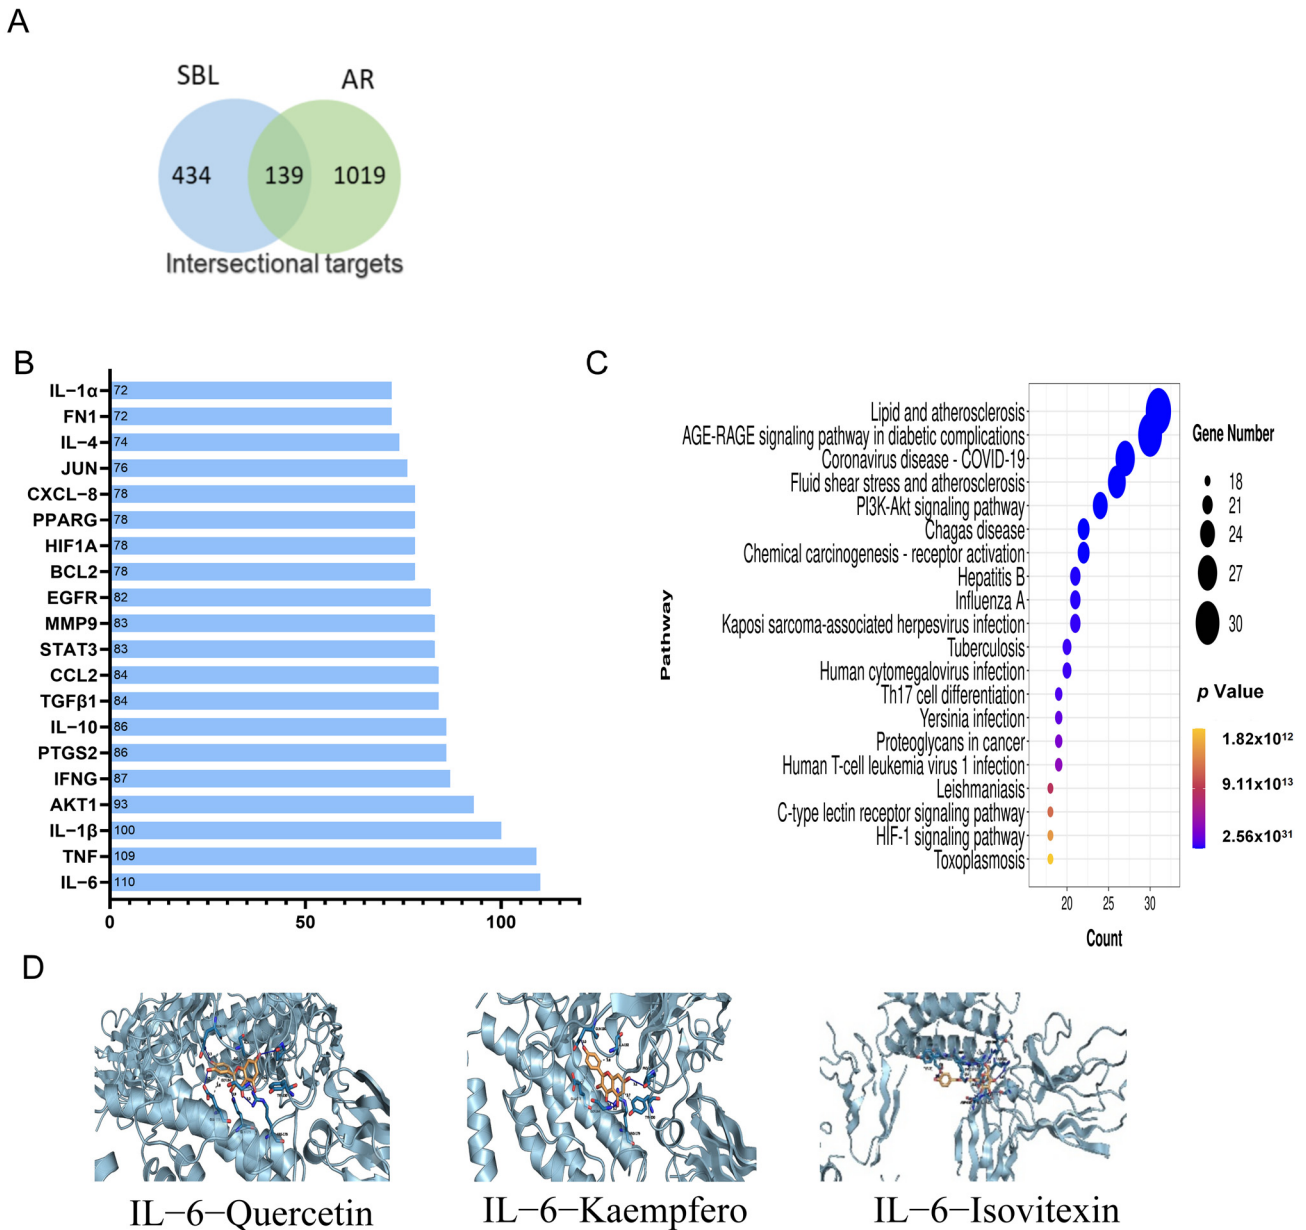 A
SBL
AR
434
139
1019
Intersectional targets
B
IL−1α 72
FN1 72
IL−4 74
JUN 76
CXCL−8 78
PPARG 78
HIF1A 78
BCL2 78
EGFR 82
MMP9 83
STAT3 83
CCL2 84
TGFβ1 84
IL−10 86
PTGS2 86
IFNG 87
AKT1 93
IL−1β 100
TNF 109
IL−6 110
0 50 100
C
Pathway
Lipid and atherosclerosis
AGE-RAGE signaling pathway in diabetic complications
Coronavirus disease - COVID-19
Fluid shear stress and atherosclerosis
PI3K-Akt signaling pathway
Chagas disease
Chemical carcinogenesis - receptor activation
Hepatitis B
Influenza A
Kaposi sarcoma-associated herpesvirus infection
Tuberculosis
Human cytomegalovirus infection
Th17 cell differentiation
Yersinia infection
Proteoglycans in cancer
Human T-cell leukemia virus 1 infection
Leishmaniasis
C-type lectin receptor signaling pathway
HIF-1 signaling pathway
Toxoplasmosis
20 25 30
Count
Gene Number
18
21
24
27
30
p Value
1.82x10¹²
9.11x10¹³
2.56x10³¹
D
IL−6−Quercetin
IL−6−Kaempfero
IL−6−Isovitexin